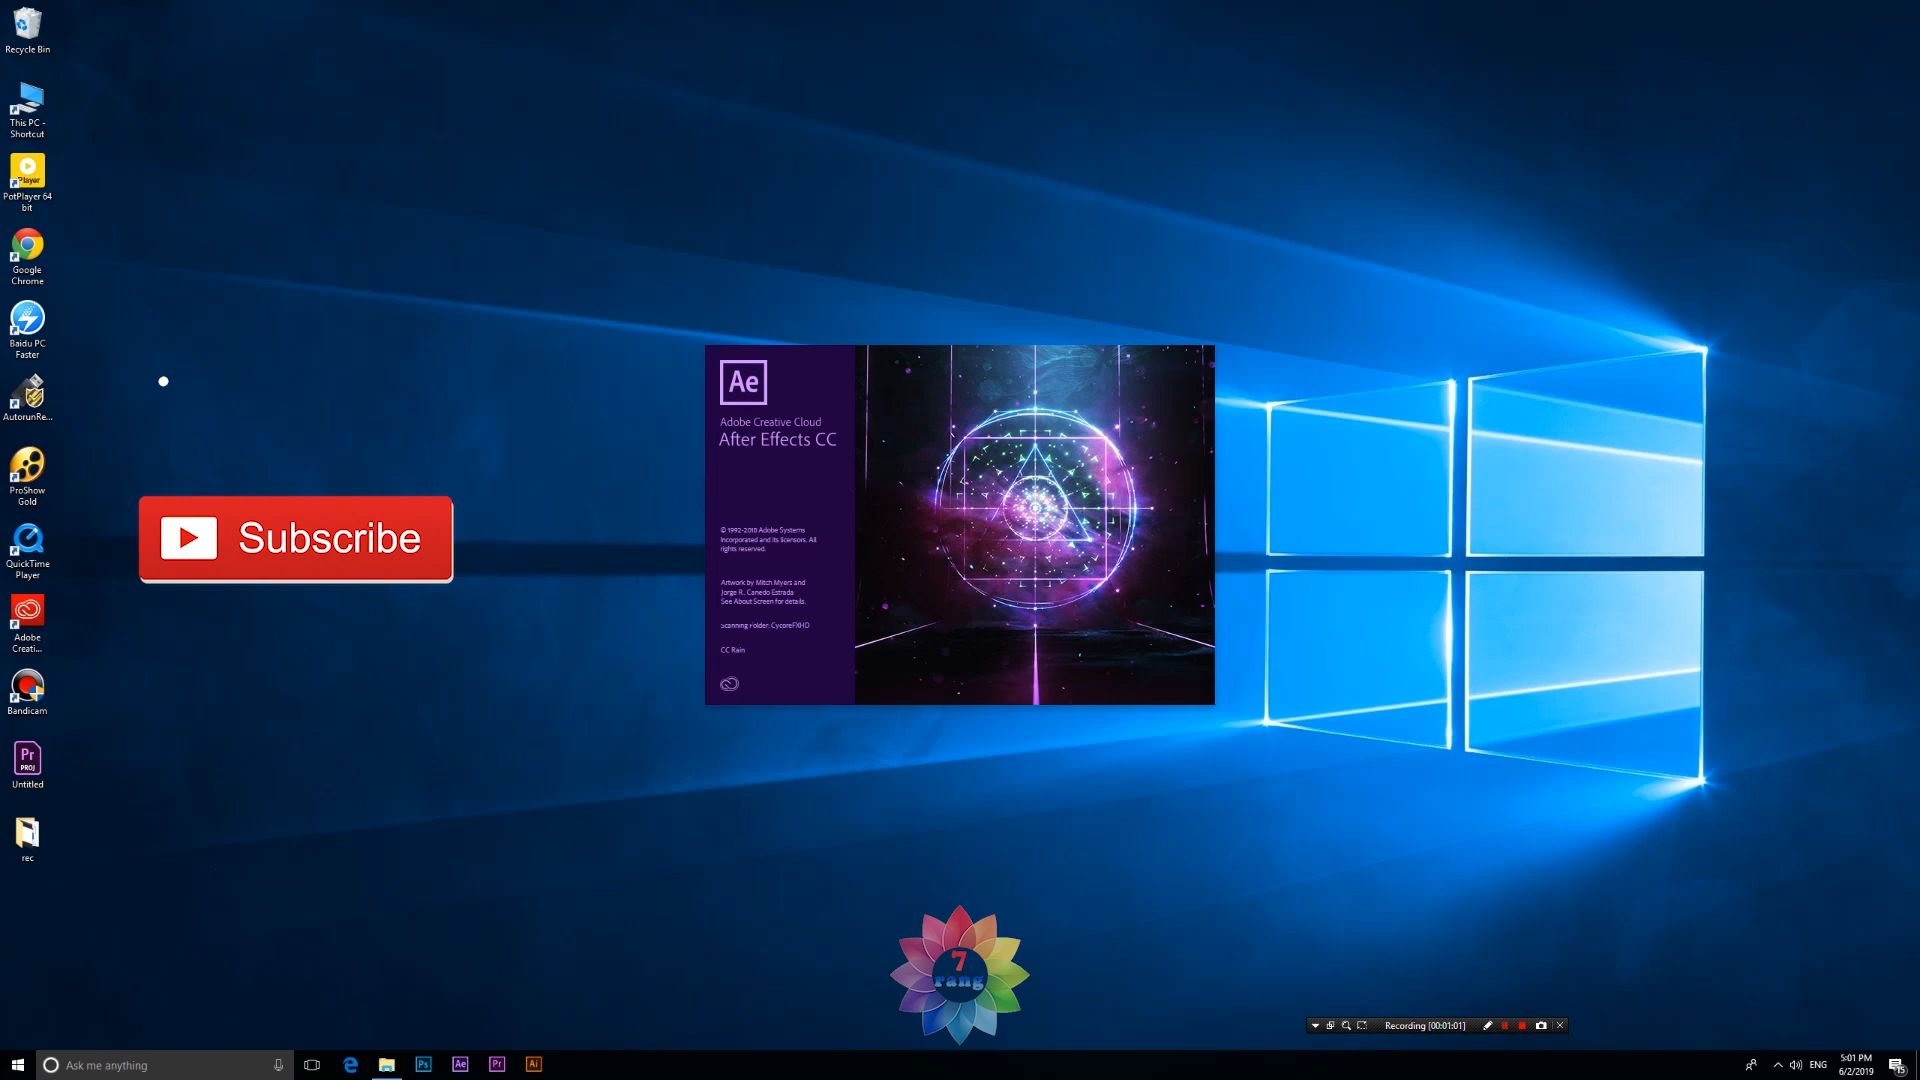 Recycle Bin
This PC -
Shortcut
Player
PotPlayer 64
bit
Google
Chrome
Baidu PC
Faster
AutorunRe...
ProShow
Gold
QuickTime
Player
Adobe
Creati...
Bandicam
Pr
PROJ
Untitled
rec
Subscribe
Ae
Adobe Creative Cloud
After Effects CC
© 1992-2018 Adobe Systems
Incorporated and its licensors. All
rights reserved.
Artwork by Mitch Myers and
Jorge R. Canedo Estrada
See About Screen for details.
Scanning Folder: CycoreFXHD
CC Rain
7
rang
Recording [00:01:01]
Ask me anything
Ps
Ae
Pr
Ai
ENG
5:01 PM
6/2/2019
15